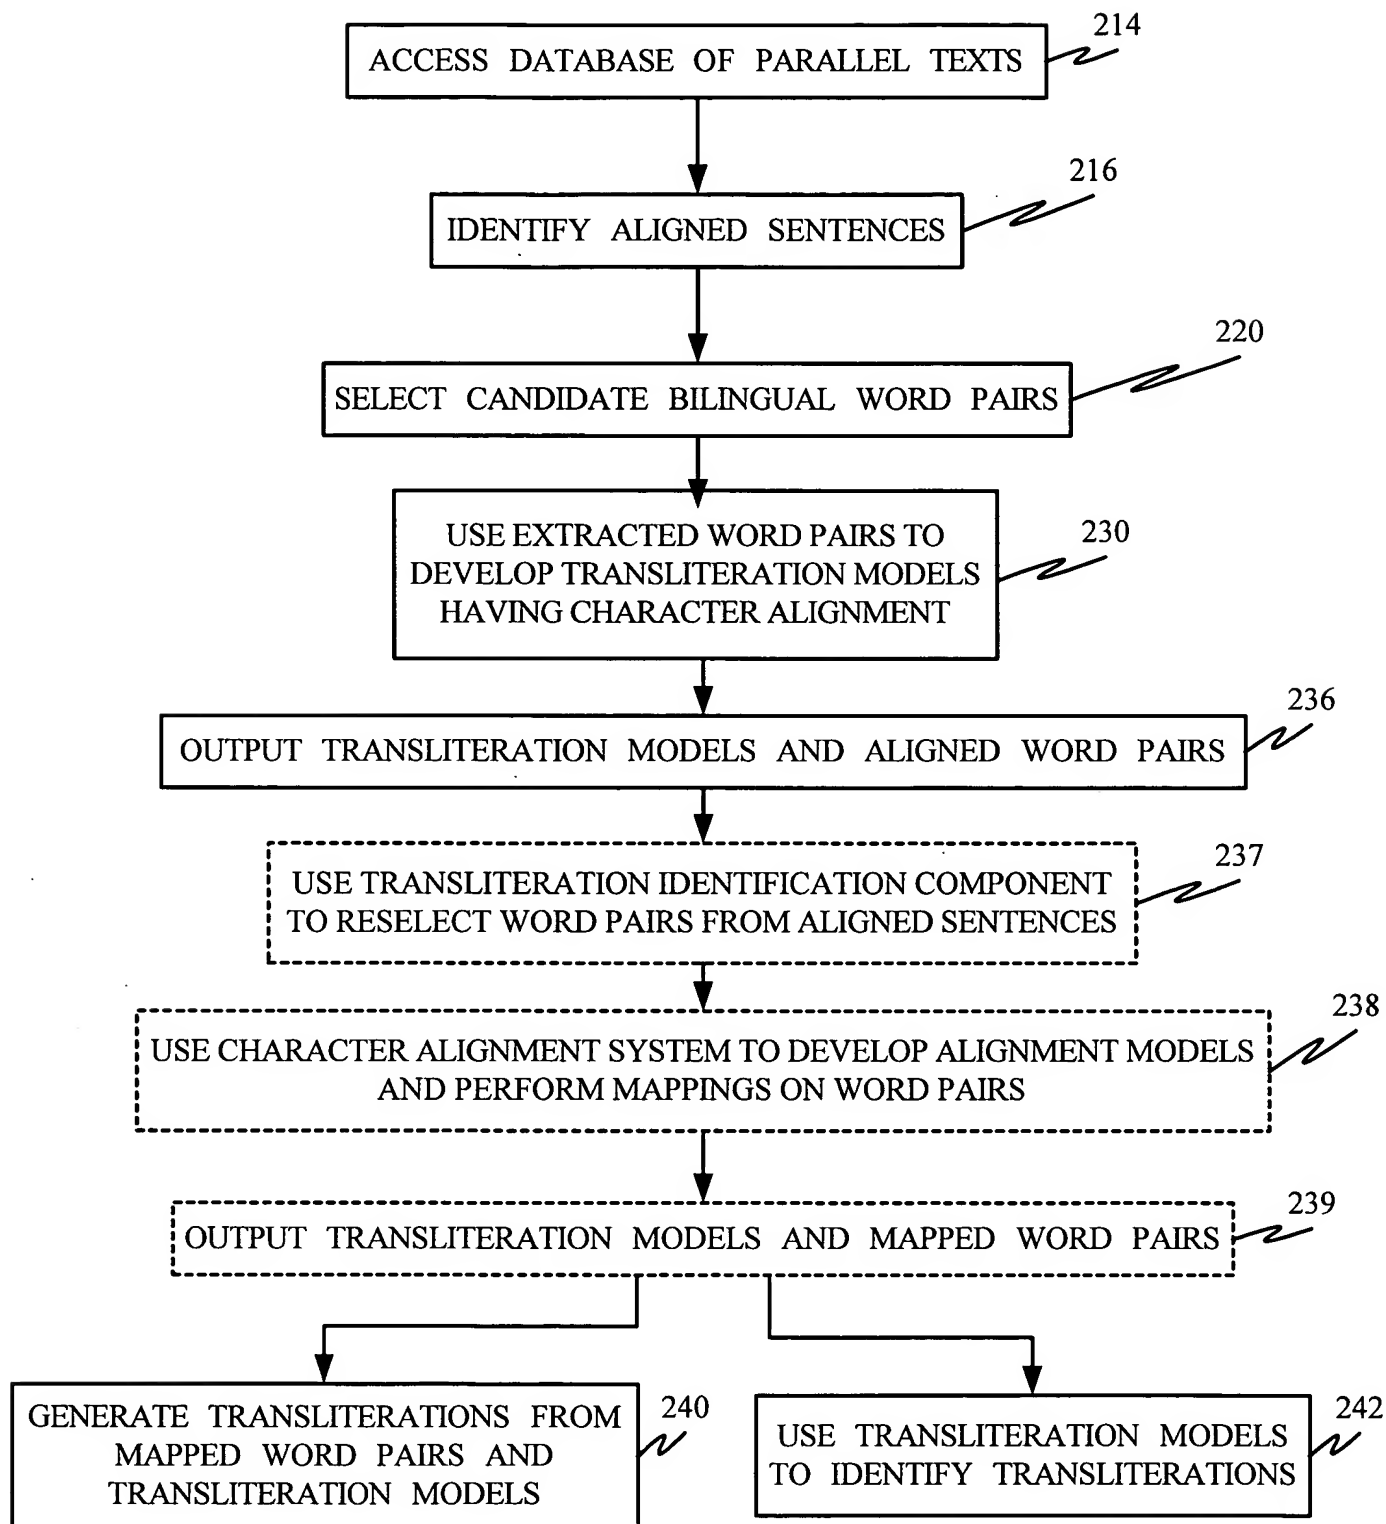 214
ACCESS DATABASE OF PARALLEL TEXTS
216
IDENTIFY ALIGNED SENTENCES
220
SELECT CANDIDATE BILINGUAL WORD PAIRS
230
USE EXTRACTED WORD PAIRS TO
DEVELOP TRANSLITERATION MODELS
HAVING CHARACTER ALIGNMENT
236
OUTPUT TRANSLITERATION MODELS AND ALIGNED WORD PAIRS
237
USE TRANSLITERATION IDENTIFICATION COMPONENT
TO RESELECT WORD PAIRS FROM ALIGNED SENTENCES
238
USE CHARACTER ALIGNMENT SYSTEM TO DEVELOP ALIGNMENT MODELS
AND PERFORM MAPPINGS ON WORD PAIRS
239
OUTPUT TRANSLITERATION MODELS AND MAPPED WORD PAIRS
240
GENERATE TRANSLITERATIONS FROM
MAPPED WORD PAIRS AND
TRANSLITERATION MODELS
242
USE TRANSLITERATION MODELS
TO IDENTIFY TRANSLITERATIONS